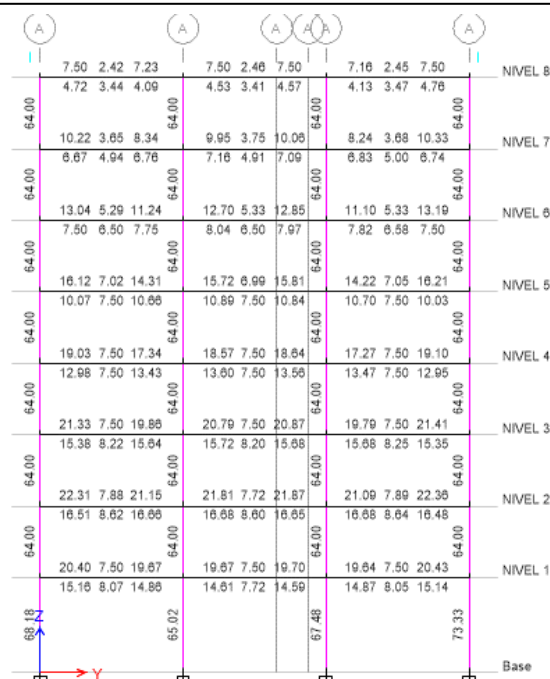 A A A A A A
7.50 2.42 7.23 7.50 2.46 7.50 7.16 2.45 7.50 NIVEL 8
4.72 3.44 4.09 4.53 3.41 4.57 4.13 3.47 4.76
64.00 64.00 64.00 64.00
10.22 3.65 8.34 9.95 3.75 10.06 8.24 3.68 10.33 NIVEL 7
6.67 4.94 6.76 7.16 4.91 7.09 6.83 5.00 6.74
64.00 64.00 64.00 64.00
13.04 5.29 11.24 12.70 5.33 12.85 11.10 5.33 13.19 NIVEL 6
7.50 6.50 7.75 8.04 6.50 7.97 7.82 6.58 7.50
64.00 64.00 64.00 64.00
16.12 7.02 14.31 15.72 6.99 15.81 14.22 7.05 16.21 NIVEL 5
10.07 7.50 10.66 10.89 7.50 10.84 10.70 7.50 10.03
64.00 64.00 64.00 64.00
19.03 7.50 17.34 18.57 7.50 18.64 17.27 7.50 19.10 NIVEL 4
12.98 7.50 13.43 13.60 7.50 13.56 13.47 7.50 12.95
64.00 64.00 64.00 64.00
21.33 7.50 19.86 20.79 7.50 20.87 19.79 7.50 21.41 NIVEL 3
15.38 8.22 15.64 15.72 8.20 15.68 15.68 8.25 15.35
64.00 64.00 64.00 64.00
22.31 7.88 21.15 21.81 7.72 21.87 21.09 7.89 22.36 NIVEL 2
16.51 8.62 16.66 16.68 8.60 16.65 16.68 8.64 16.48
64.00 64.00 64.00 64.00
20.40 7.50 19.67 19.67 7.50 19.70 19.64 7.50 20.43 NIVEL 1
15.16 8.07 14.86 14.61 7.72 14.59 14.87 8.05 15.14
68.18 65.02 67.48 73.33
Z
Y
Base